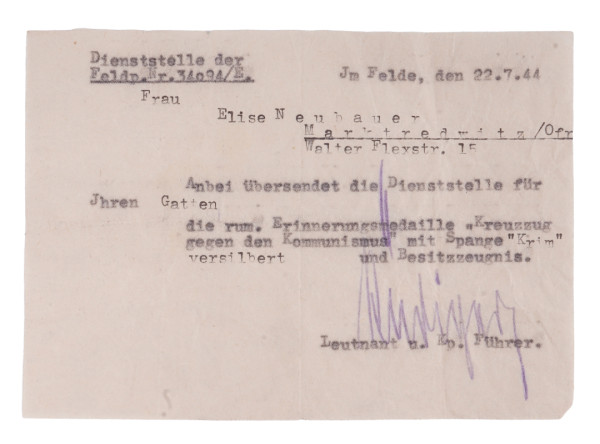 Dienststelle der
Feldp.Nr.34094/E.
Jm Felde, den 22.7.44
Frau
Elise Neubauer
Marktredwitz/Ofr
Walter Flexstr. 15
Anbei übersendet die Dienststelle für
Jhren Gatten
die rum. Erinnerungsmedaille „Kreuzzug
gegen den Kommunismus" mit Spange "Krim"
versilbert und Besitzzeugnis.
Leutnant u. Kp. Führer.